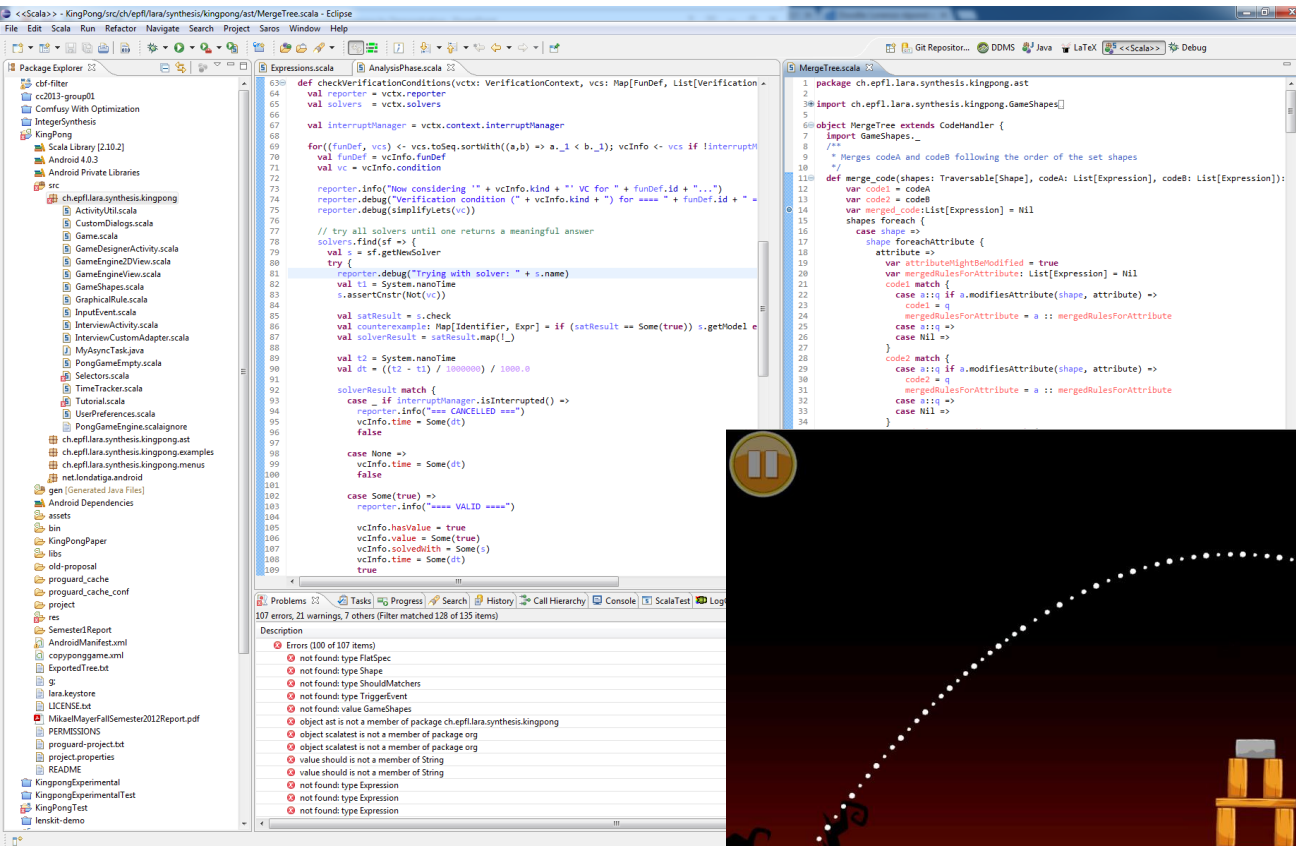 <<Scala>> - KingPong/src/ch/epfl/lara/synthesis/kingpong/ast/MergeTree.scala - Eclipse
File Edit Scala Run Refactor Navigate Search Project Saros Window Help
Git Repositor... DDMS Java LaTeX <<Scala>> Debug
Package Explorer
cbf-filter
cc2013-group01
Comfusy With Optimization
IntegerSynthesis
KingPong
Scala Library [2.10.2]
Android 4.0.3
Android Private Libraries
src
ch.epfl.lara.synthesis.kingpong
ActivityUtil.scala
CustomDialogs.scala
Game.scala
GameDesignerActivity.scala
GameEngine2DView.scala
GameEngineView.scala
GameShapes.scala
GraphicalRule.scala
InputEvent.scala
InterviewActivity.scala
InterviewCustomAdapter.scala
MyAsyncTask.java
PongGameEmpty.scala
Selectors.scala
TimeTracker.scala
Tutorial.scala
UserPreferences.scala
PongGameEngine.scalaignore
ch.epfl.lara.synthesis.kingpong.ast
ch.epfl.lara.synthesis.kingpong.examples
ch.epfl.lara.synthesis.kingpong.menus
net.londatiga.android
gen [Generated Java Files]
Android Dependencies
assets
bin
KingPongPaper
libs
old-proposal
proguard_cache
proguard_cache_conf
project
res
Semester1Report
AndroidManifest.xml
copyponggame.xml
ExportedTree.txt
g;
lara.keystore
LICENSE.txt
MikaelMayerFallSemester2012Report.pdf
PERMISSIONS
proguard-project.txt
project.properties
README
KingpongExperimental
KingpongExperimentalTest
KingPongTest
lenskit-demo
Expressions.scala AnalysisPhase.scala
63 def checkVerificationConditions(vctx: VerificationContext, vcs: Map[FunDef, List[Verification
64 val reporter = vctx.reporter
65 val solvers = vctx.solvers
66
67 val interruptManager = vctx.context.interruptManager
68
69 for((funDef, vcs) <- vcs.toSeq.sortWith((a,b) => a._1 < b._1); vcInfo <- vcs if !interruptM
70 val funDef = vcInfo.funDef
71 val vc = vcInfo.condition
72
73 reporter.info("Now considering '" + vcInfo.kind + "' VC for " + funDef.id + "...")
74 reporter.debug("Verification condition (" + vcInfo.kind + ") for ==== " + funDef.id + " =
75 reporter.debug(simplifyLets(vc))
76
77 // try all solvers until one returns a meaningful answer
78 solvers.find(sf => {
79 val s = sf.getNewSolver
80 try {
81 reporter.debug("Trying with solver: " + s.name)
82 val t1 = System.nanoTime
83 s.assertCnstr(Not(vc))
84
85 val satResult = s.check
86 val counterexample: Map[Identifier, Expr] = if (satResult == Some(true)) s.getModel e
87 val solverResult = satResult.map(!_)
88
89 val t2 = System.nanoTime
90 val dt = ((t2 - t1) / 1000000) / 1000.0
91
92 solverResult match {
93 case _ if interruptManager.isInterrupted() =>
94 reporter.info("=== CANCELLED ===")
95 vcInfo.time = Some(dt)
96 false
97
98 case None =>
99 vcInfo.time = Some(dt)
100 false
101
102 case Some(true) =>
103 reporter.info("==== VALID ====")
104
105 vcInfo.hasValue = true
106 vcInfo.value = Some(true)
107 vcInfo.solvedWith = Some(s)
108 vcInfo.time = Some(dt)
109 true
MergeTree.scala
1 package ch.epfl.lara.synthesis.kingpong.ast
2
3 import ch.epfl.lara.synthesis.kingpong.GameShapes
5
6 object MergeTree extends CodeHandler {
7 import GameShapes._
8 /**
9 * Merges codeA and codeB following the order of the set shapes
10 */
11 def merge_code(shapes: Traversable[Shape], codeA: List[Expression], codeB: List[Expression]):
12 var code1 = codeA
13 var code2 = codeB
14 var merged_code:List[Expression] = Nil
15 shapes foreach {
16 case shape =>
17 shape foreachAttribute {
18 attribute =>
19 var attributeMightBeModified = true
20 var mergedRulesForAttribute: List[Expression] = Nil
21 code1 match {
22 case a::q if a.modifiesAttribute(shape, attribute) =>
23 code1 = q
24 mergedRulesForAttribute = a :: mergedRulesForAttribute
25 case a::q =>
26 case Nil =>
27 }
28 code2 match {
29 case a::q if a.modifiesAttribute(shape, attribute) =>
30 code2 = q
31 mergedRulesForAttribute = a :: mergedRulesForAttribute
32 case a::q =>
33 case Nil =>
34 }
Problems Tasks Progress Search History Call Hierarchy Console ScalaTest
107 errors, 21 warnings, 7 others (Filter matched 128 of 135 items)
Description
Errors (100 of 107 items)
not found: type FlatSpec
not found: type Shape
not found: type ShouldMatchers
not found: type TriggerEvent
not found: value GameShapes
object ast is not a member of package ch.epfl.lara.synthesis.kingpong
object scalatest is not a member of package org
object scalatest is not a member of package org
value should is not a member of String
value should is not a member of String
not found: type Expression
not found: type Expression
not found: type Expression